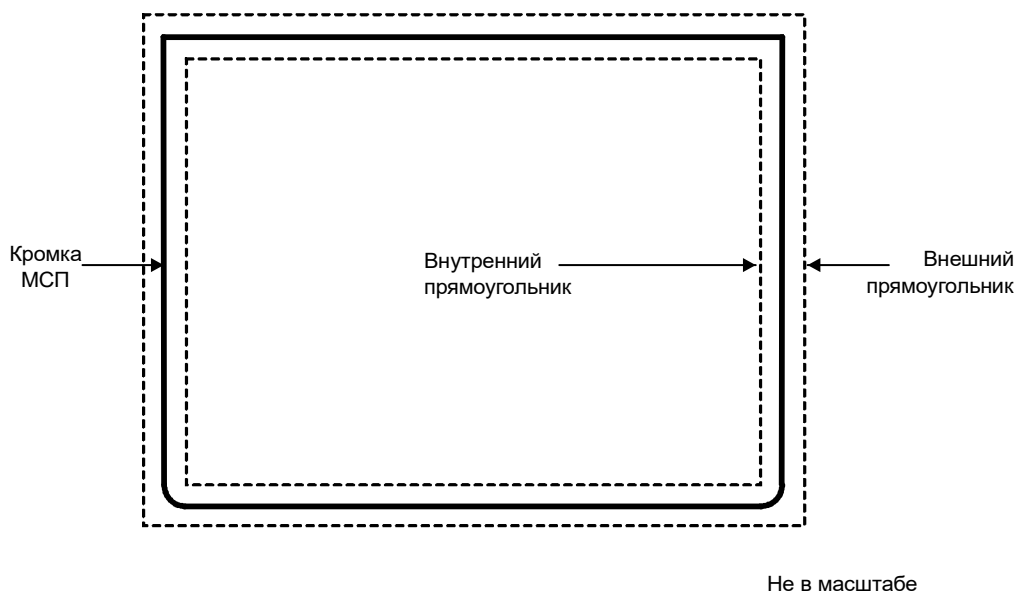 Кромка
МСП
Внутренний
прямоугольник
Внешний
прямоугольник
Не в масштабе